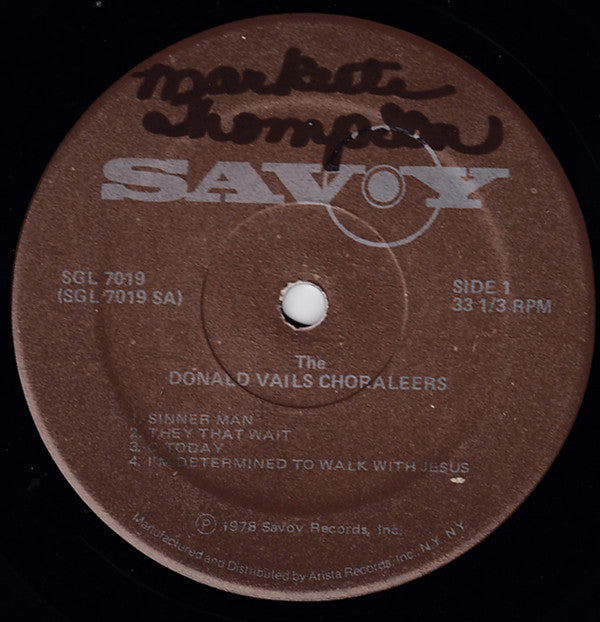 Markette
Thompson
SAVOY
SGL 7019
(SGL 7019 SA)
SIDE 1
33 1/3 RPM
The
DONALD VAILS CHORALEERS
1. SINNER MAN
2. THEY THAT WAIT
3. O, TODAY
4. I'M DETERMINED TO WALK WITH JESUS
Ⓟ 1978 Savoy Records, Inc.
Manufactured and Distributed by Arista Records, Inc., N.Y. N.Y.